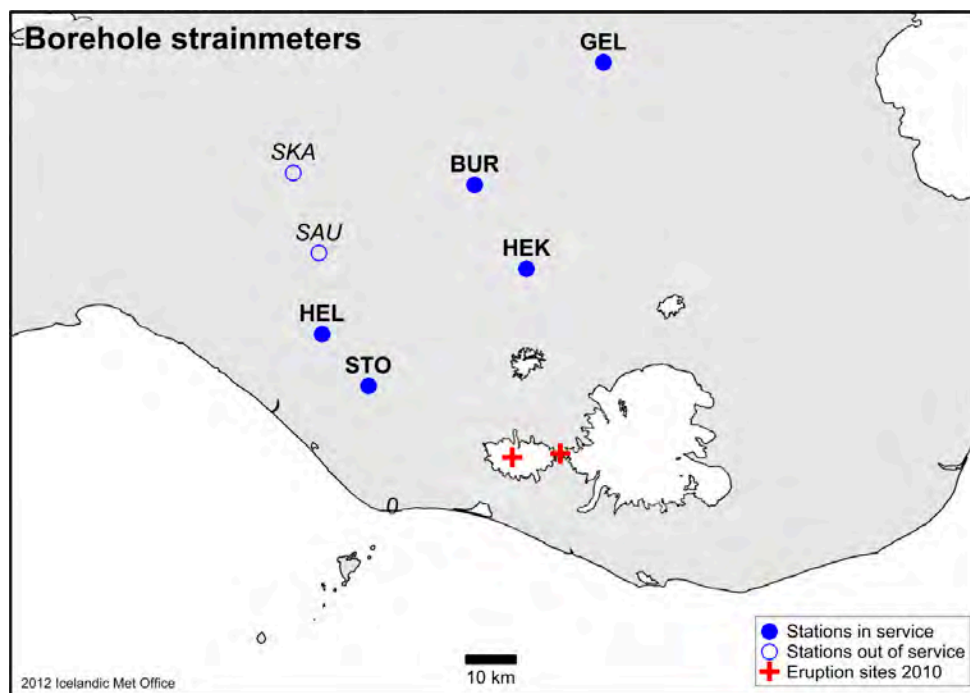 Borehole strainmeters
GEL
SKA
BUR
SAU
HEK
HEL
STO
Stations in service
Stations out of service
Eruption sites 2010
10 km
2012 Icelandic Met Office